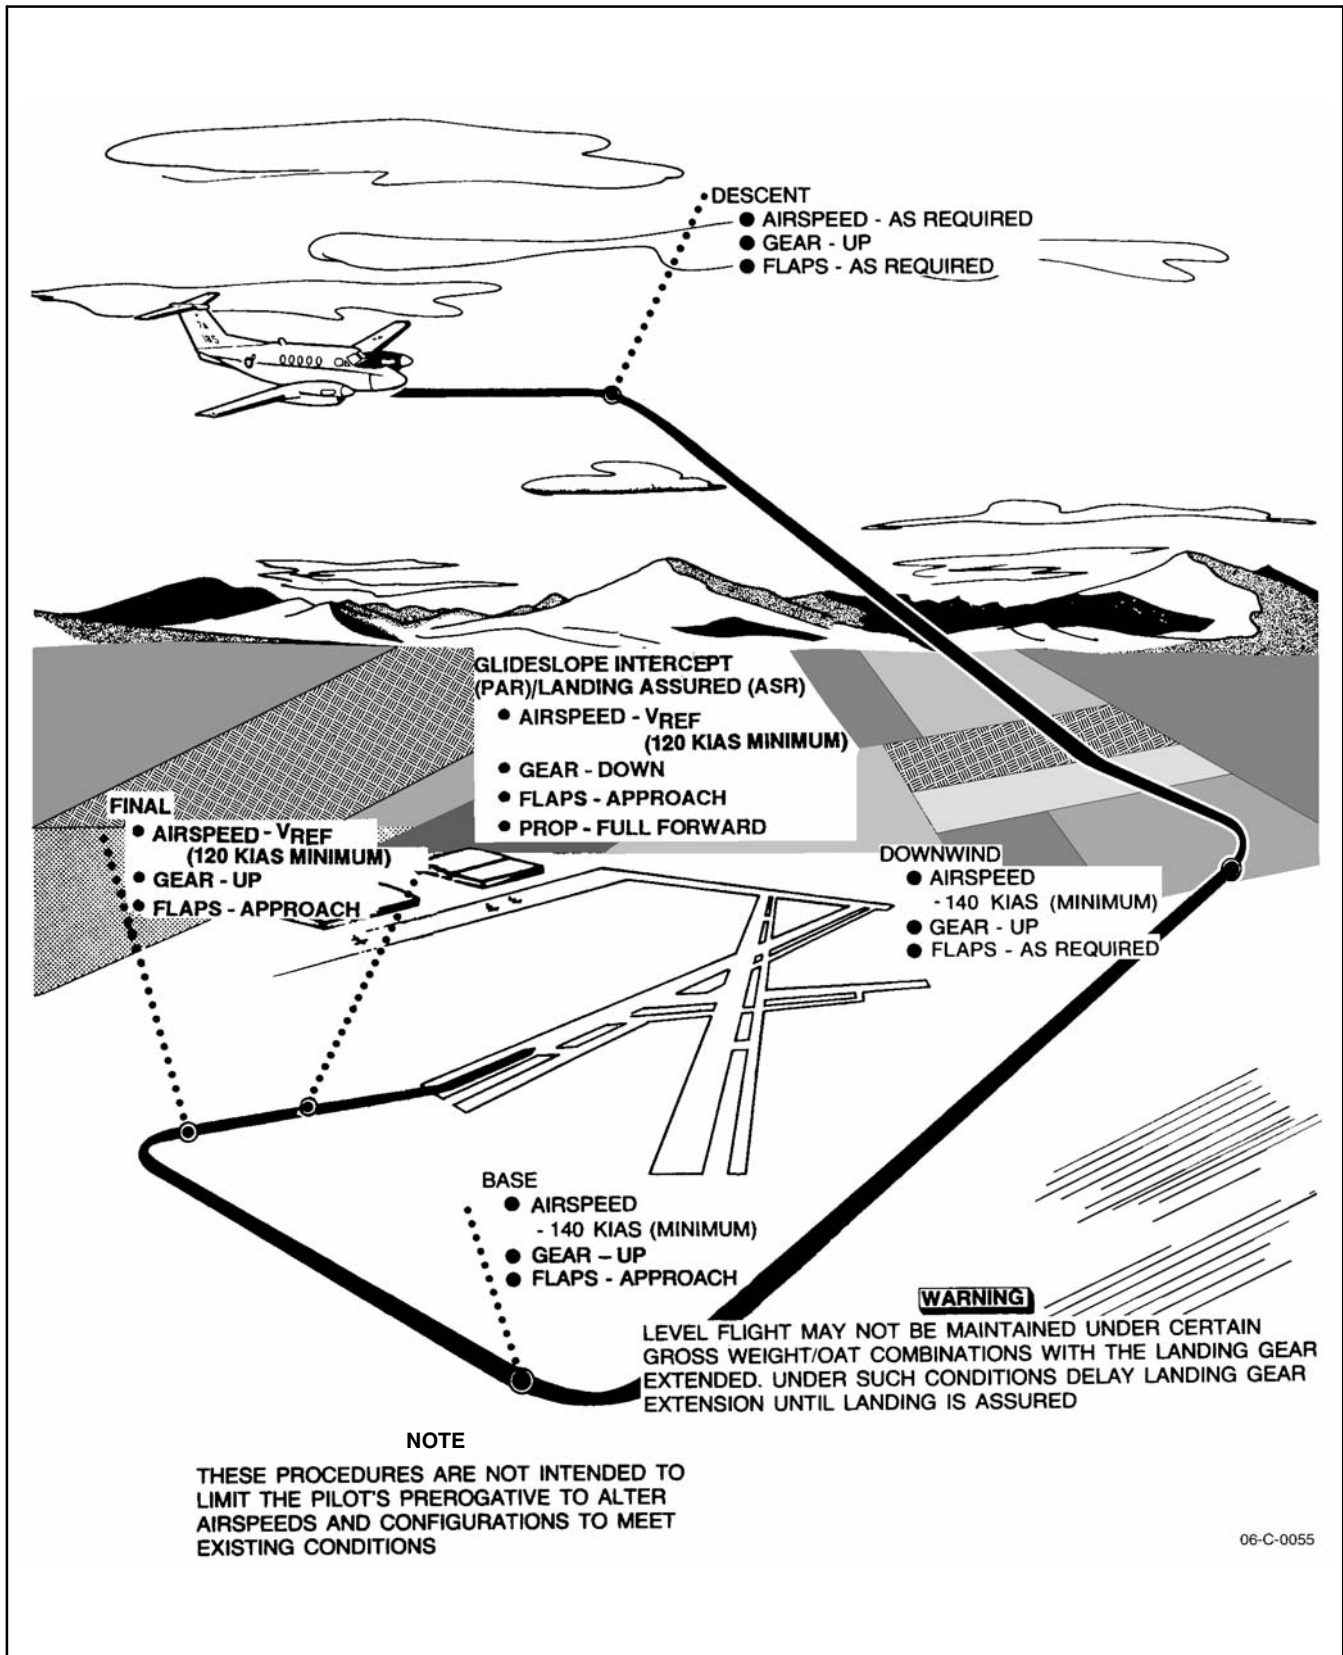 DESCENT
● AIRSPEED - AS REQUIRED
● GEAR - UP
● FLAPS - AS REQUIRED
GLIDESLOPE INTERCEPT
(PAR)/LANDING ASSURED (ASR)
● AIRSPEED - VREF
(120 KIAS MINIMUM)
● GEAR - DOWN
● FLAPS - APPROACH
● PROP - FULL FORWARD
FINAL
● AIRSPEED - VREF
(120 KIAS MINIMUM)
● GEAR - UP
● FLAPS - APPROACH
DOWNWIND
● AIRSPEED
- 140 KIAS (MINIMUM)
● GEAR - UP
● FLAPS - AS REQUIRED
BASE
● AIRSPEED
- 140 KIAS (MINIMUM)
● GEAR – UP
● FLAPS - APPROACH
WARNING
LEVEL FLIGHT MAY NOT BE MAINTAINED UNDER CERTAIN
GROSS WEIGHT/OAT COMBINATIONS WITH THE LANDING GEAR
EXTENDED. UNDER SUCH CONDITIONS DELAY LANDING GEAR
EXTENSION UNTIL LANDING IS ASSURED
NOTE
THESE PROCEDURES ARE NOT INTENDED TO
LIMIT THE PILOT'S PREROGATIVE TO ALTER
AIRSPEEDS AND CONFIGURATIONS TO MEET
EXISTING CONDITIONS
06-C-0055